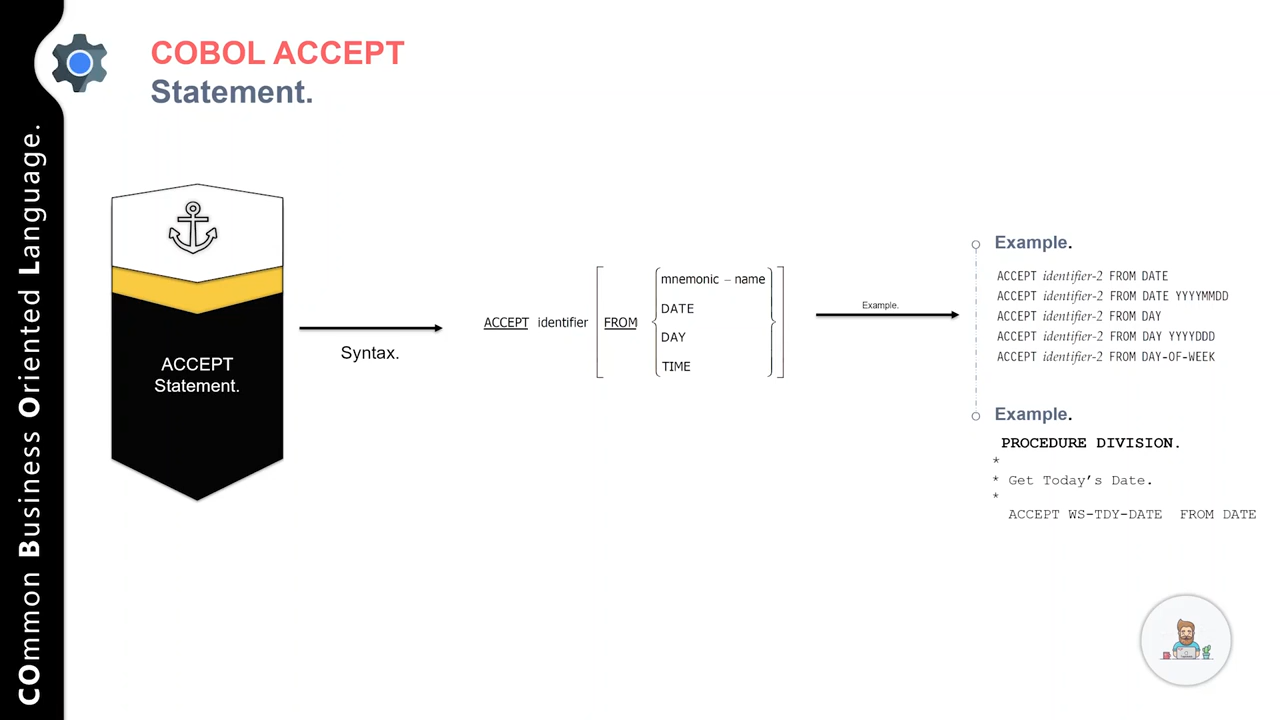 COmmon Business Oriented Language.
COBOL ACCEPT
Statement.
ACCEPT
Statement.
Syntax.
ACCEPT identifier FROM
mnemonic – name
DATE
DAY
TIME
Example.
Example.
ACCEPT identifier-2 FROM DATE
ACCEPT identifier-2 FROM DATE YYYYMMDD
ACCEPT identifier-2 FROM DAY
ACCEPT identifier-2 FROM DAY YYYYDDD
ACCEPT identifier-2 FROM DAY-OF-WEEK
Example.
PROCEDURE DIVISION.
*
* Get Today’s Date.
*
ACCEPT WS-TDY-DATE FROM DATE